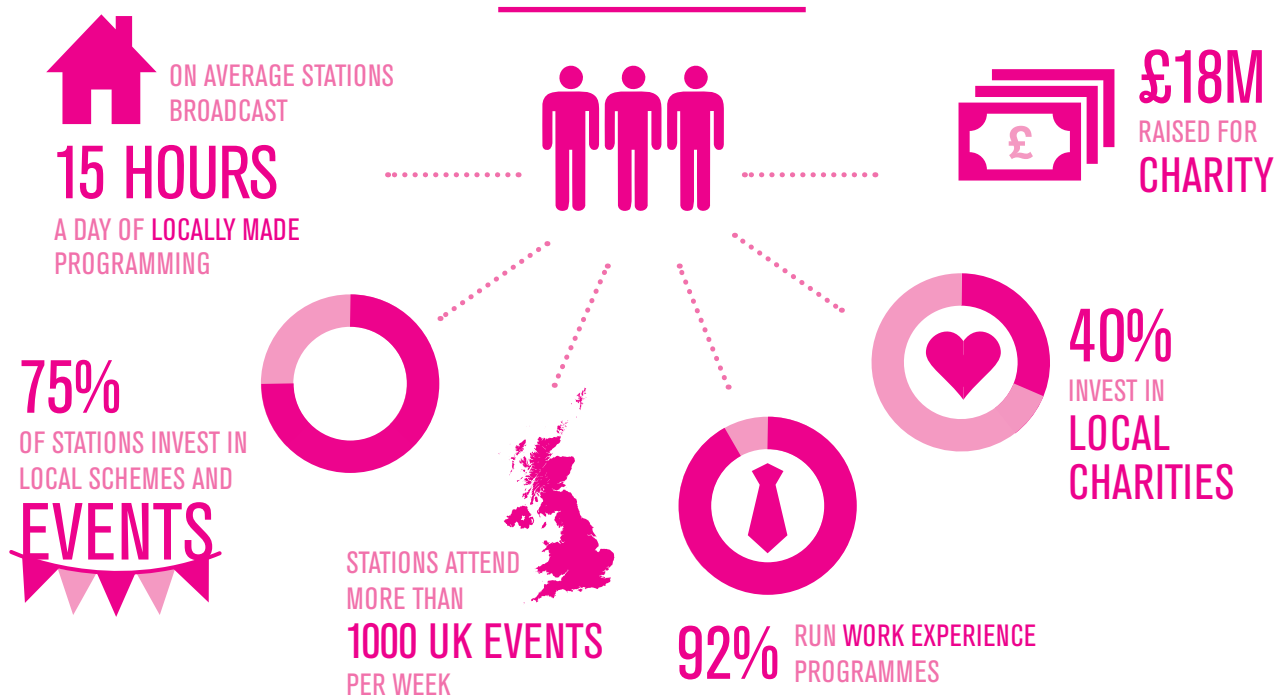 ON AVERAGE STATIONS
BROADCAST
15 HOURS
A DAY OF LOCALLY MADE
PROGRAMMING
£
£18M
RAISED FOR
CHARITY
75%
OF STATIONS INVEST IN
LOCAL SCHEMES AND
EVENTS
STATIONS ATTEND
MORE THAN
1000 UK EVENTS
PER WEEK
92% RUN WORK EXPERIENCE
PROGRAMMES
40%
INVEST IN
LOCAL
CHARITIES